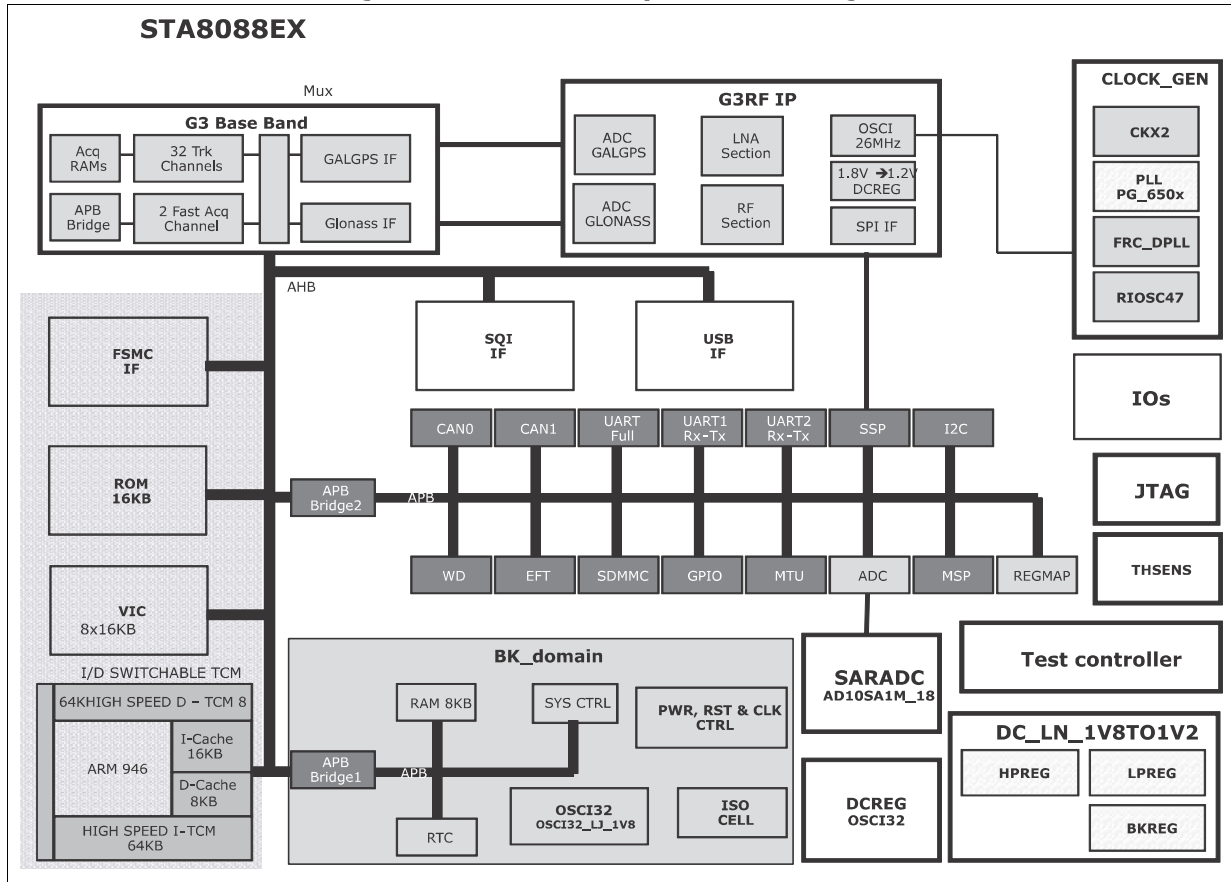 STA8088EX
Mux
G3 Base Band
Acq
RAMs
32 Trk
Channels
GALGPS IF
APB
Bridge
2 Fast Acq
Channel
Glonass IF
G3RF IP
ADC
GALGPS
LNA
Section
OSCI
26MHz
1.8V ➔1.2V
DCREG
ADC
GLONASS
RF
Section
SPI IF
CLOCK_GEN
CKX2
PLL
PG_650x
FRC_DPLL
RIOSC47
AHB
FSMC
IF
SQI
IF
USB
IF
IOs
CAN0
CAN1
UART
Full
UART1
Rx-Tx
UART2
Rx-Tx
SSP
I2C
ROM
16KB
APB
Bridge2
APB
JTAG
WD
EFT
SDMMC
GPIO
MTU
ADC
MSP
REGMAP
THSENS
VIC
8x16KB
I/D SWITCHABLE TCM
64KHIGH SPEED D – TCM 8
ARM 946
I-Cache
16KB
D-Cache
8KB
HIGH SPEED I-TCM
64KB
BK_domain
RAM 8KB
SYS CTRL
PWR, RST & CLK
CTRL
APB
Bridge1
APB
RTC
OSCI32
OSCI32_LJ_1V8
ISO
CELL
SARADC
AD10SA1M_18
Test controller
DCREG
OSCI32
DC_LN_1V8TO1V2
HPREG
LPREG
BKREG